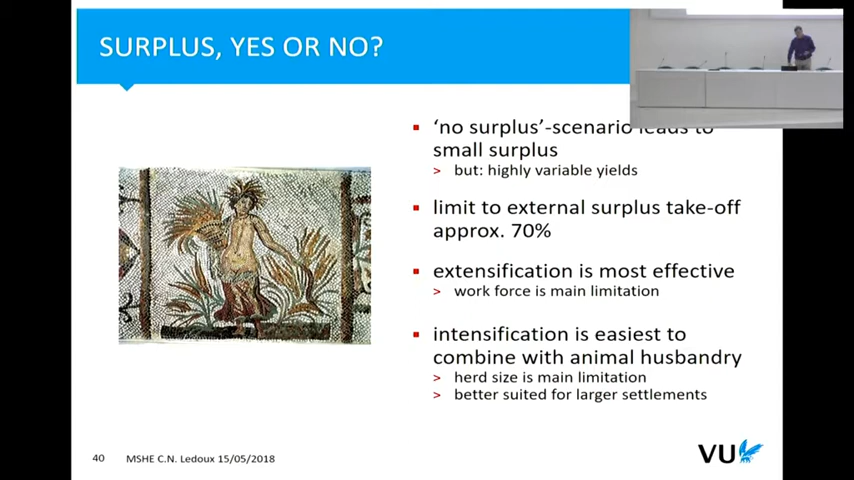 SURPLUS, YES OR NO?
▪ ‘no surplus’-scenario leads to
small surplus
> but: highly variable yields
▪ limit to external surplus take-off
approx. 70%
▪ extensification is most effective
> work force is main limitation
▪ intensification is easiest to
combine with animal husbandry
> herd size is main limitation
> better suited for larger settlements
40 MSHE C.N. Ledoux 15/05/2018
VU